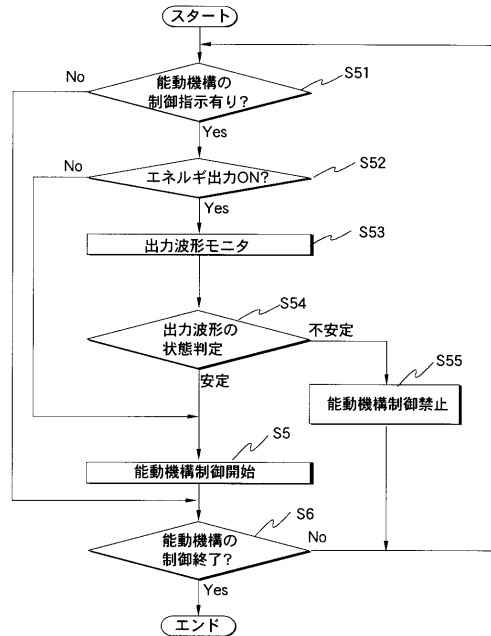 スタート
No
能動機構の
制御指示有り?
S51
Yes
No
エネルギ出力ON?
S52
Yes
出力波形モニタ
S53
出力波形の
状態判定
S54
不安定
安定
S55
能動機構制御禁止
S5
能動機構制御開始
S6
能動機構の
制御終了?
No
Yes
エンド